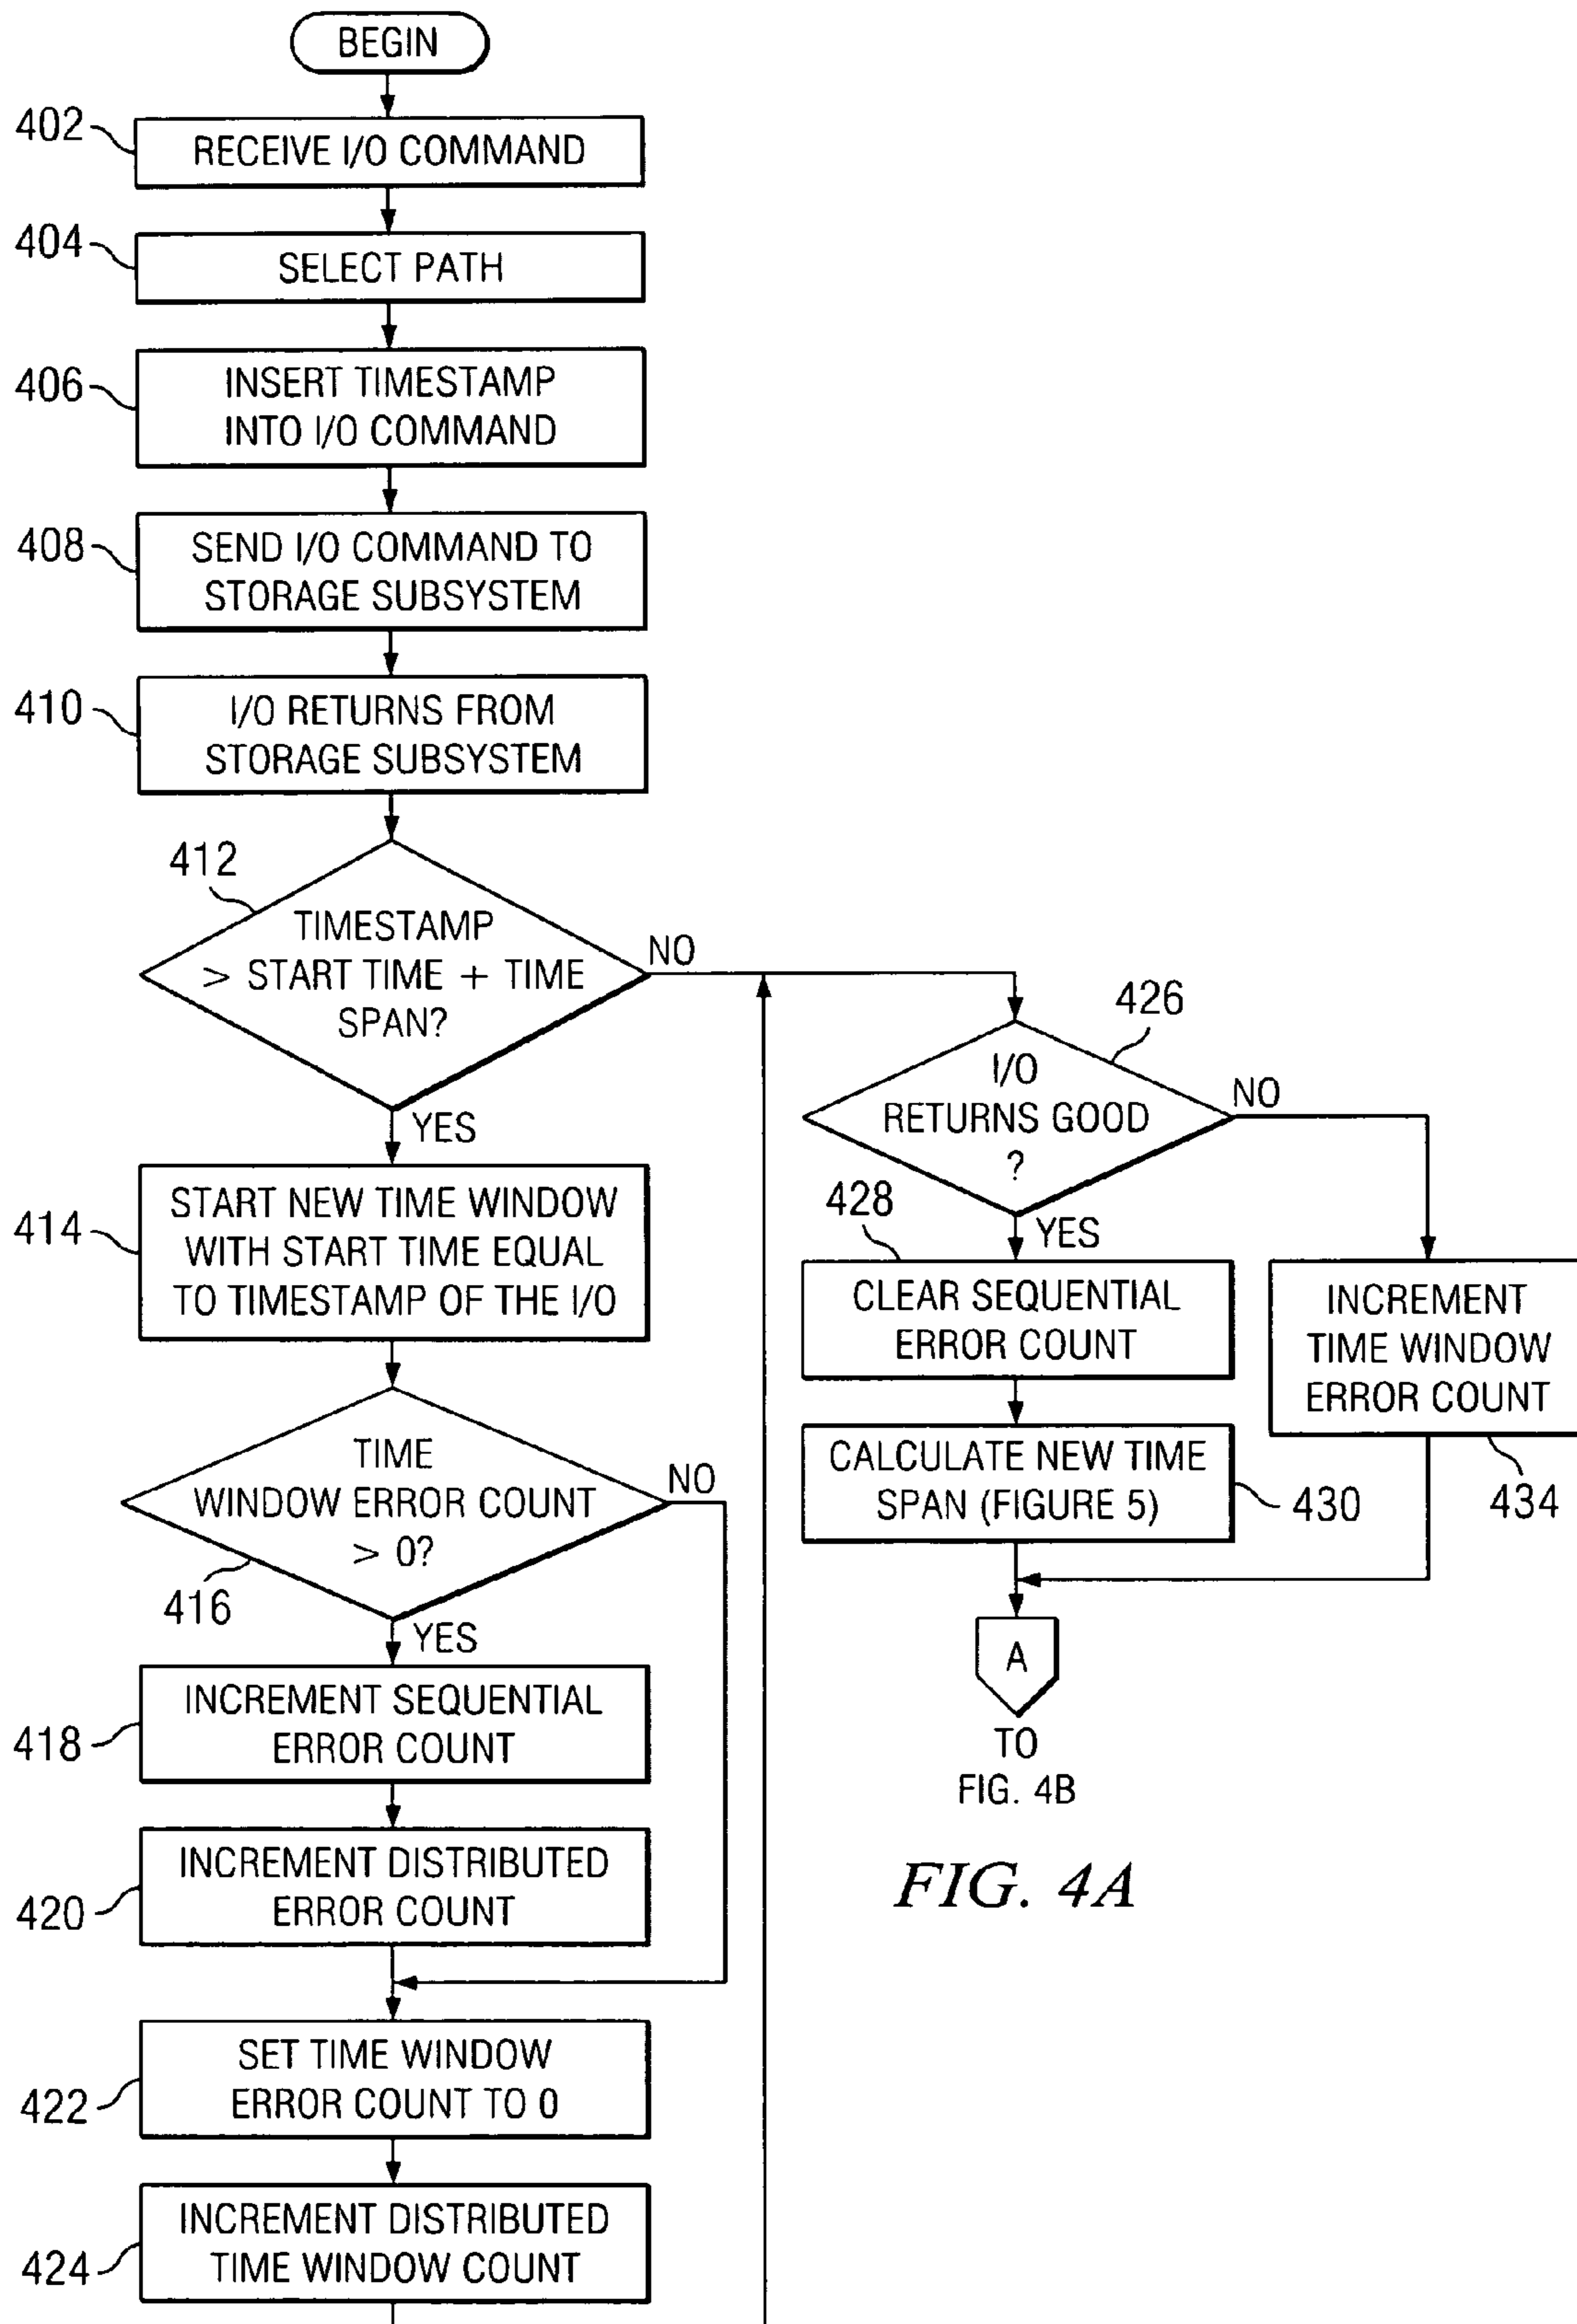 BEGIN
402
RECEIVE I/O COMMAND
404
SELECT PATH
406
INSERT TIMESTAMP
INTO I/O COMMAND
408
SEND I/O COMMAND TO
STORAGE SUBSYSTEM
410
I/O RETURNS FROM
STORAGE SUBSYSTEM
412
TIMESTAMP
> START TIME + TIME
SPAN?
NO
YES
414
START NEW TIME WINDOW
WITH START TIME EQUAL
TO TIMESTAMP OF THE I/O
TIME
WINDOW ERROR COUNT
> 0?
NO
416
YES
418
INCREMENT SEQUENTIAL
ERROR COUNT
420
INCREMENT DISTRIBUTED
ERROR COUNT
422
SET TIME WINDOW
ERROR COUNT TO 0
424
INCREMENT DISTRIBUTED
TIME WINDOW COUNT
426
I/O
RETURNS GOOD
?
NO
YES
428
CLEAR SEQUENTIAL
ERROR COUNT
CALCULATE NEW TIME
SPAN (FIGURE 5)
430
INCREMENT
TIME WINDOW
ERROR COUNT
434
A
TO
FIG. 4B
FIG. 4A